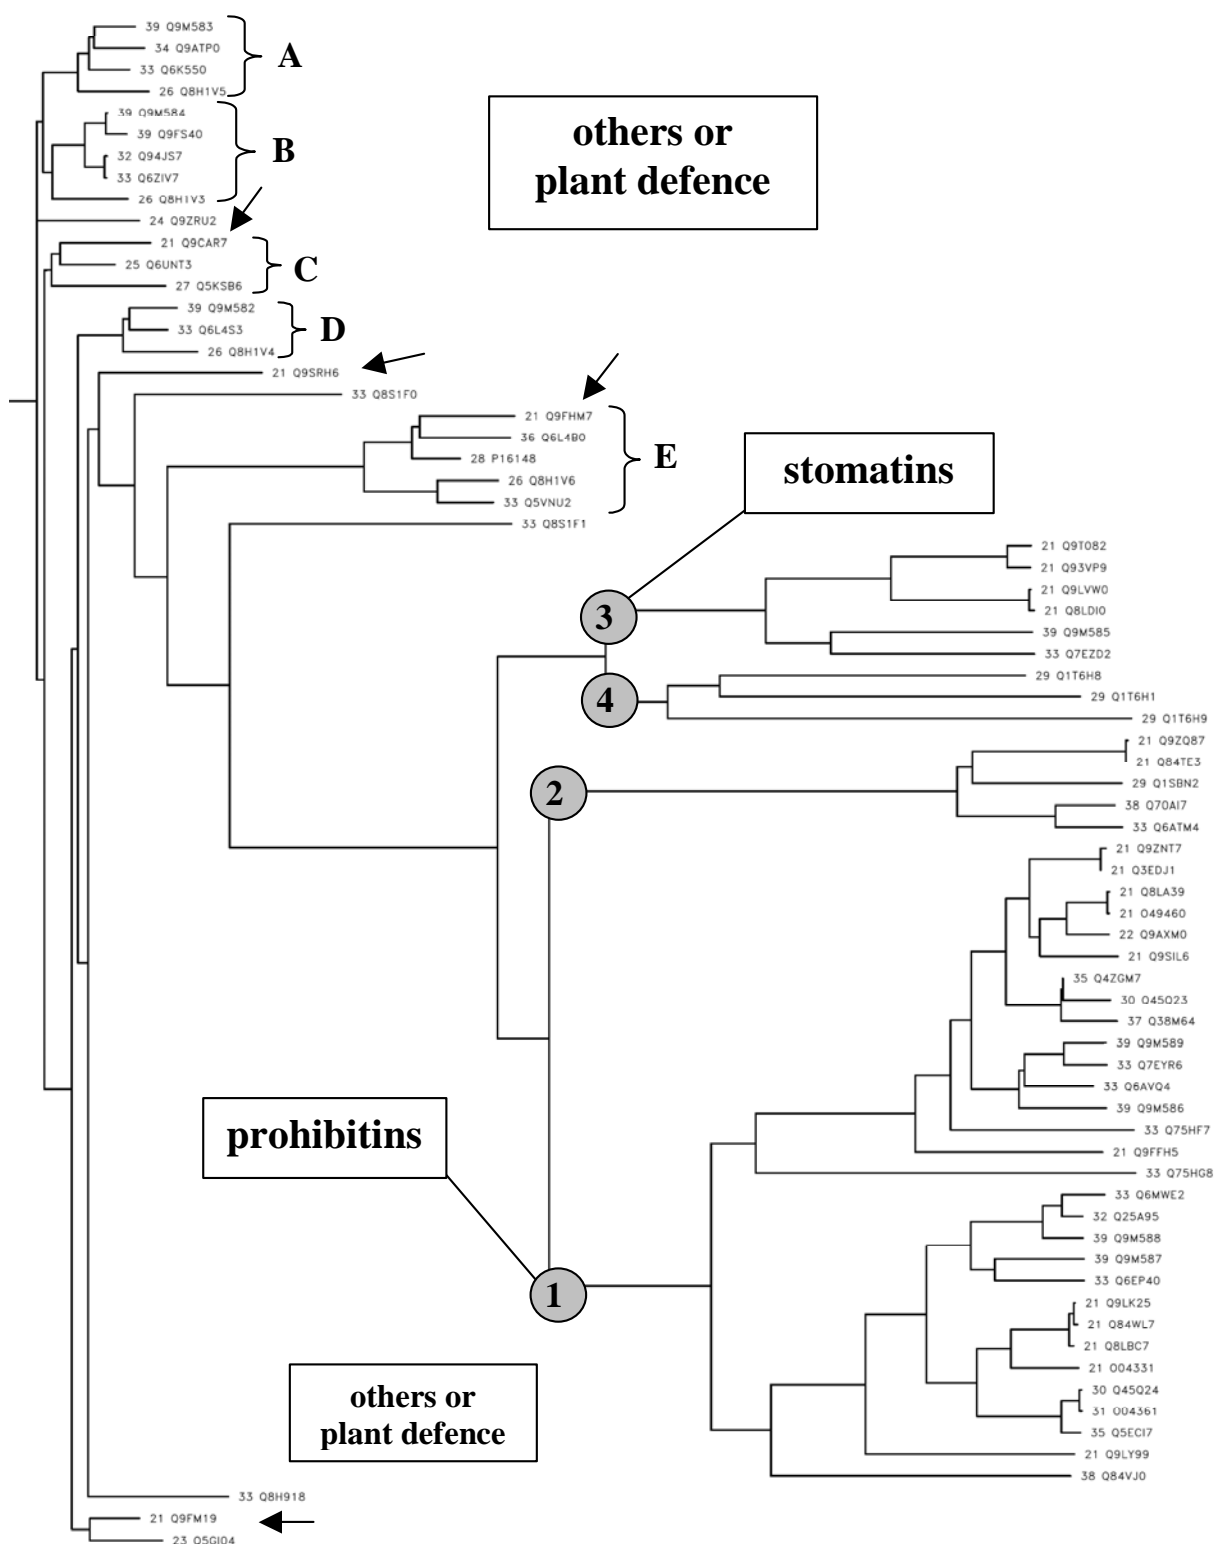 39 Q9M583
34 Q9ATP0
33 Q6K550
26 Q8H1V5
A
39 Q9M584
39 Q9FS40
32 Q94JS7
33 Q6ZIV7
26 Q8H1V3
B
others or
plant defence
24 Q9ZRU2
21 Q9CAR7
25 Q6UNT3
27 Q5KSB6
C
39 Q9M582
33 Q6L4S3
26 Q8H1V4
D
21 Q9SRH6
33 Q8S1F0
21 Q9FHM7
36 Q6L4B0
28 P16148
26 Q8H1V6
33 Q5VNU2
E
33 Q8S1F1
stomatins
3
21 Q9T082
21 Q93VP9
21 Q9LVW0
21 Q8LDI0
39 Q9M585
33 Q7EZD2
4
29 Q1T6H8
29 Q1T6H1
29 Q1T6H9
2
21 Q9ZQ87
21 Q84TE3
29 Q1SBN2
38 Q70AI7
33 Q6ATM4
21 Q9ZNT7
21 Q3EDJ1
21 Q8LA39
21 O49460
22 Q9AXM0
21 Q9SIL6
35 Q4ZGM7
30 Q45Q23
37 Q38M64
39 Q9M589
33 Q7EYR6
33 Q6AVQ4
39 Q9M586
33 Q75HF7
21 Q9FFH5
33 Q75HG8
prohibitins
1
33 Q6MWE2
32 Q25A95
39 Q9M588
39 Q9M587
33 Q6EP40
21 Q9LK25
21 Q84WL7
21 Q8LBC7
21 O04331
30 Q45Q24
31 O04361
35 Q5ECI7
21 Q9LY99
38 Q84VJ0
others or
plant defence
33 Q8H918
21 Q9FM19
23 Q5GI04